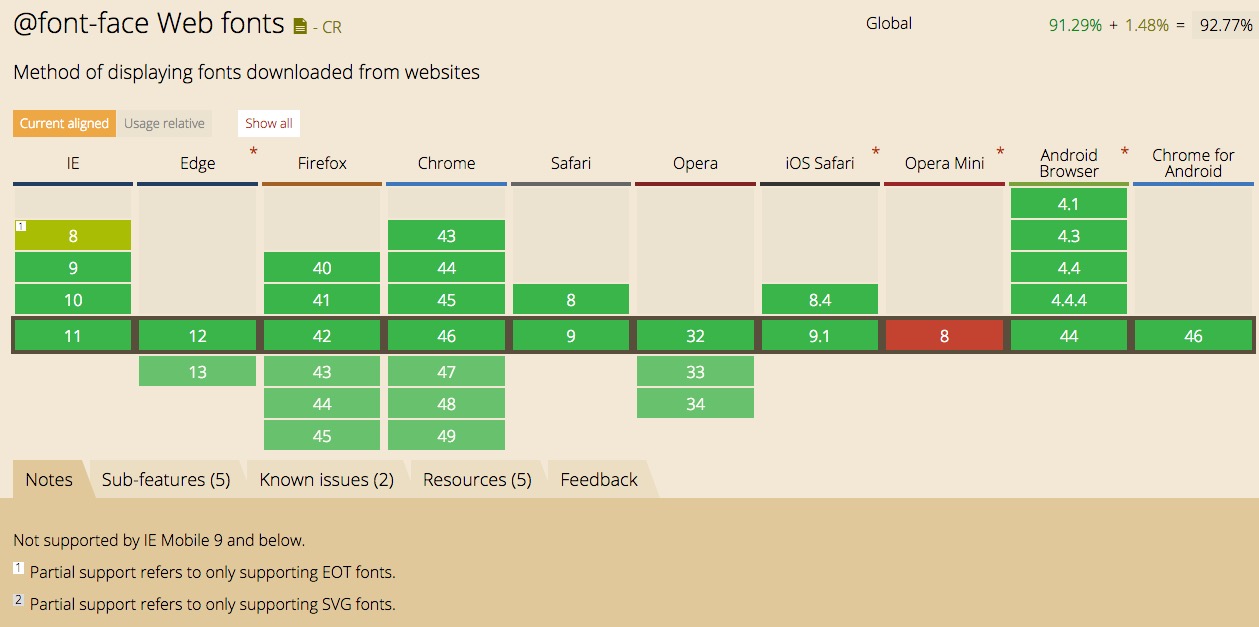 @font-face Web fonts - CR Global 91.29% + 1.48% = 92.77%
Method of displaying fonts downloaded from websites
Current aligned Usage relative Show all
IE Edge * Firefox Chrome Safari Opera iOS Safari * Opera Mini * Android Browser * Chrome for Android
4.1
1 8 43 4.3
9 40 44 4.4
10 41 45 8 8.4 4.4.4
11 12 42 46 9 32 9.1 8 44 46
13 43 47 33
44 48 34
45 49
Notes Sub-features (5) Known issues (2) Resources (5) Feedback
Not supported by IE Mobile 9 and below.
1 Partial support refers to only supporting EOT fonts.
2 Partial support refers to only supporting SVG fonts.